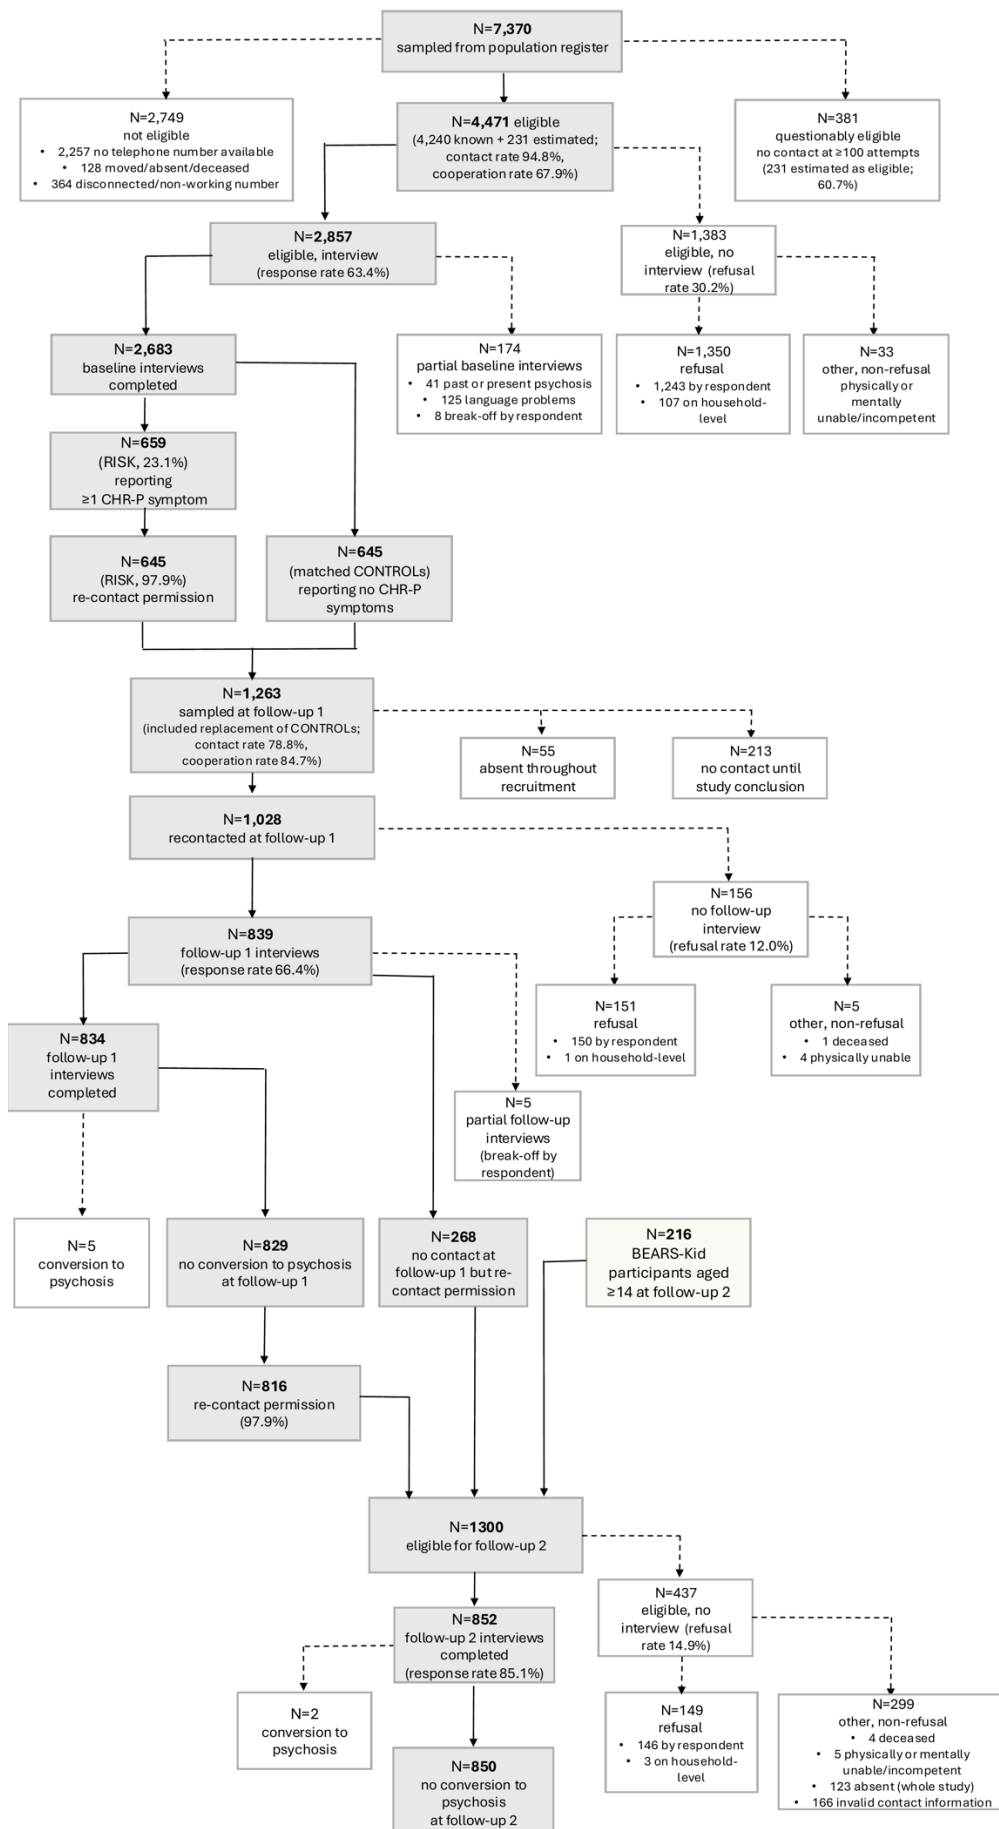 N=7,370
sampled from population register
N=2,749
not eligible
• 2,257 no telephone number available
• 128 moved/absent/deceased
• 364 disconnected/non-working number
N=4,471 eligible
(4,240 known + 231 estimated;
contact rate 94.8%,
cooperation rate 67.9%)
N=381
questionably eligible
no contact at ≥100 attempts
(231 estimated as eligible;
60.7%)
N=2,857
eligible, interview
(response rate 63.4%)
N=1,383
eligible, no
interview (refusal
rate 30.2%)
N=2,683
baseline interviews
completed
N=174
partial baseline interviews
• 41 past or present psychosis
• 125 language problems
• 8 break-off by respondent
N=1,350
refusal
• 1,243 by respondent
• 107 on household-
level
N=33
other, non-refusal
physically or
mentally
unable/incompetent
N=659
(RISK, 23.1%)
reporting
≥1 CHR-P symptom
N=645
(RISK, 97.9%)
re-contact permission
N=645
(matched CONTROLs)
reporting no CHR-P
symptoms
N=1,263
sampled at follow-up 1
(included replacement of CONTROLs;
contact rate 78.8%,
cooperation rate 84.7%)
N=55
absent throughout
recruitment
N=213
no contact until
study conclusion
N=1,028
recontacted at follow-up 1
N=156
no follow-up
interview
(refusal rate 12.0%)
N=839
follow-up 1 interviews
(response rate 66.4%)
N=151
refusal
• 150 by respondent
• 1 on household-level
N=5
other, non-refusal
• 1 deceased
• 4 physically unable
N=834
follow-up 1
interviews
completed
N=5
partial follow-up
interviews
(break-off by
respondent)
N=5
conversion to
psychosis
N=829
no conversion to psychosis
at follow-up 1
N=268
no contact at
follow-up 1 but re-
contact permission
N=216
BEARS-Kid
participants aged
≥14 at follow-up 2
N=816
re-contact permission
(97.9%)
N=1300
eligible for follow-up 2
N=437
eligible, no
interview (refusal
rate 14.9%)
N=852
follow-up 2 interviews
completed
(response rate 85.1%)
N=2
conversion to
psychosis
N=149
refusal
• 146 by respondent
• 3 on household-
level
N=299
other, non-refusal
• 4 deceased
• 5 physically or mentally
unable/incompetent
• 123 absent (whole study)
• 166 invalid contact information
N=850
no conversion to
psychosis
at follow-up 2